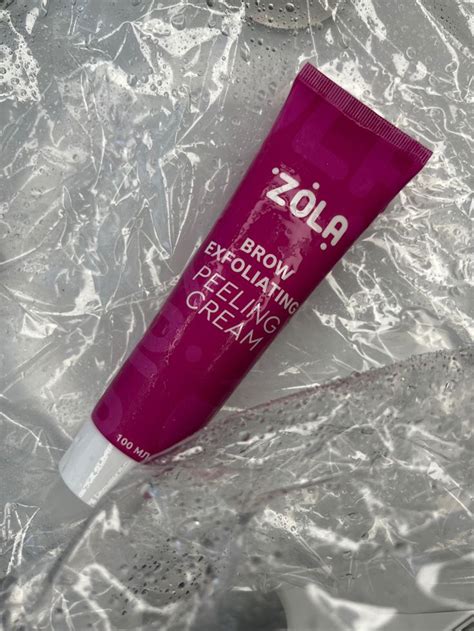 ZOLA
BROW
EXFOLIATING
PEELING
CREAM
100 МЛ